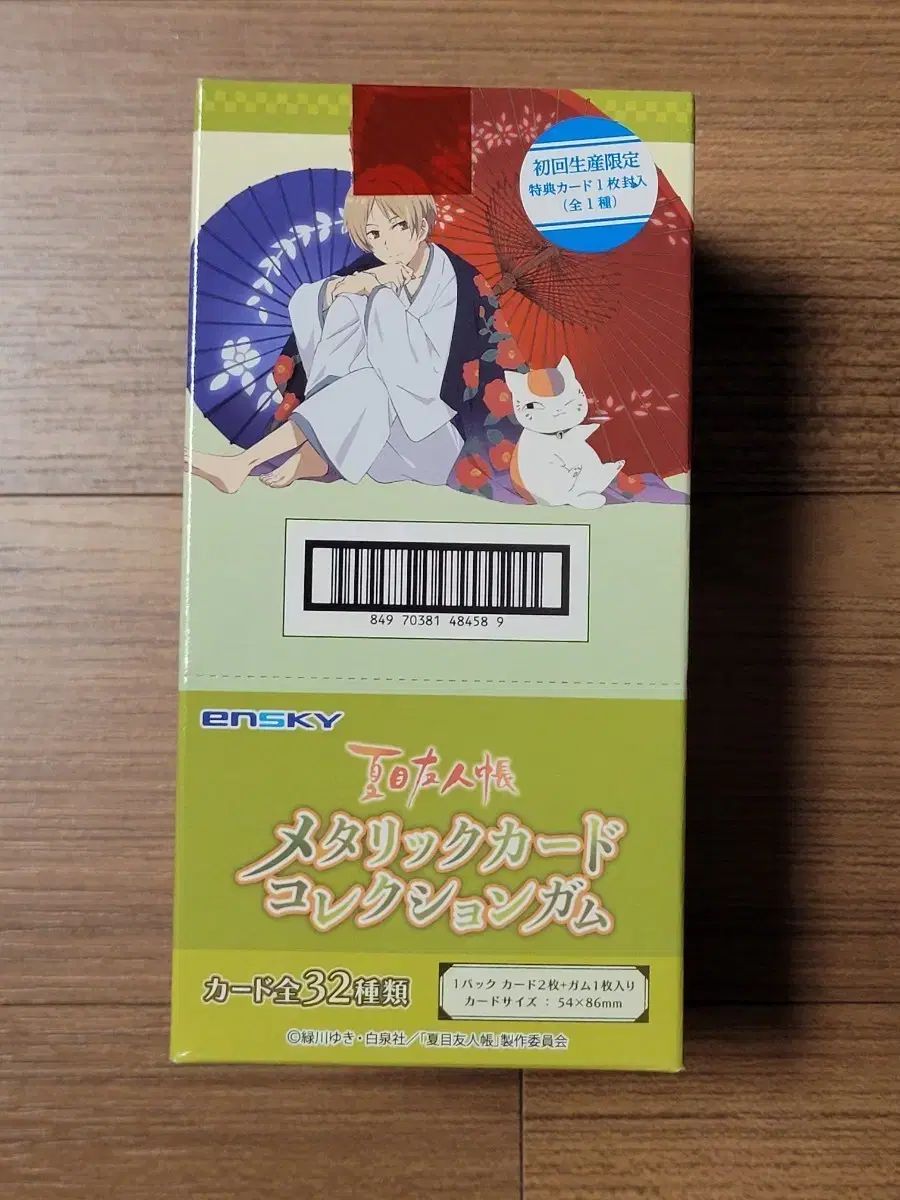 初回生産限定
特典カード1枚封入
(全1種)
849 70381 48458 9
ensky
夏目友人帳
メタリックカード
コレクションガム
カード全32種類
1パック カード2枚+ガム1枚入り
カードサイズ : 54×86mm
©緑川ゆき・白泉社/「夏目友人帳」製作委員会